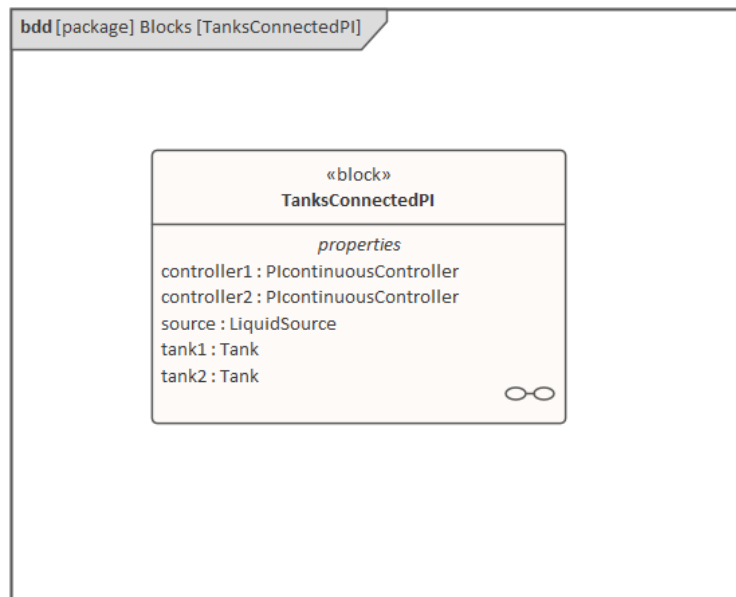 bdd [package] Blocks [TanksConnectedPI]
«block»
TanksConnectedPI
properties
controller1 : PIcontinuousController
controller2 : PIcontinuousController
source : LiquidSource
tank1 : Tank
tank2 : Tank